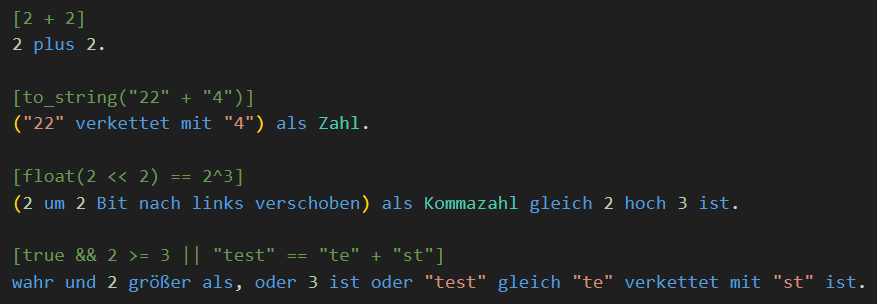 [2 + 2]
2 plus 2.
[to_string("22" + "4")]
("22" verkettet mit "4") als Zahl.
[float(2 << 2) == 2^3]
(2 um 2 Bit nach links verschoben) als Kommazahl gleich 2 hoch 3 ist.
[true && 2 >= 3 || "test" == "te" + "st"]
wahr und 2 größer als, oder 3 ist oder "test" gleich "te" verkettet mit "st" ist.